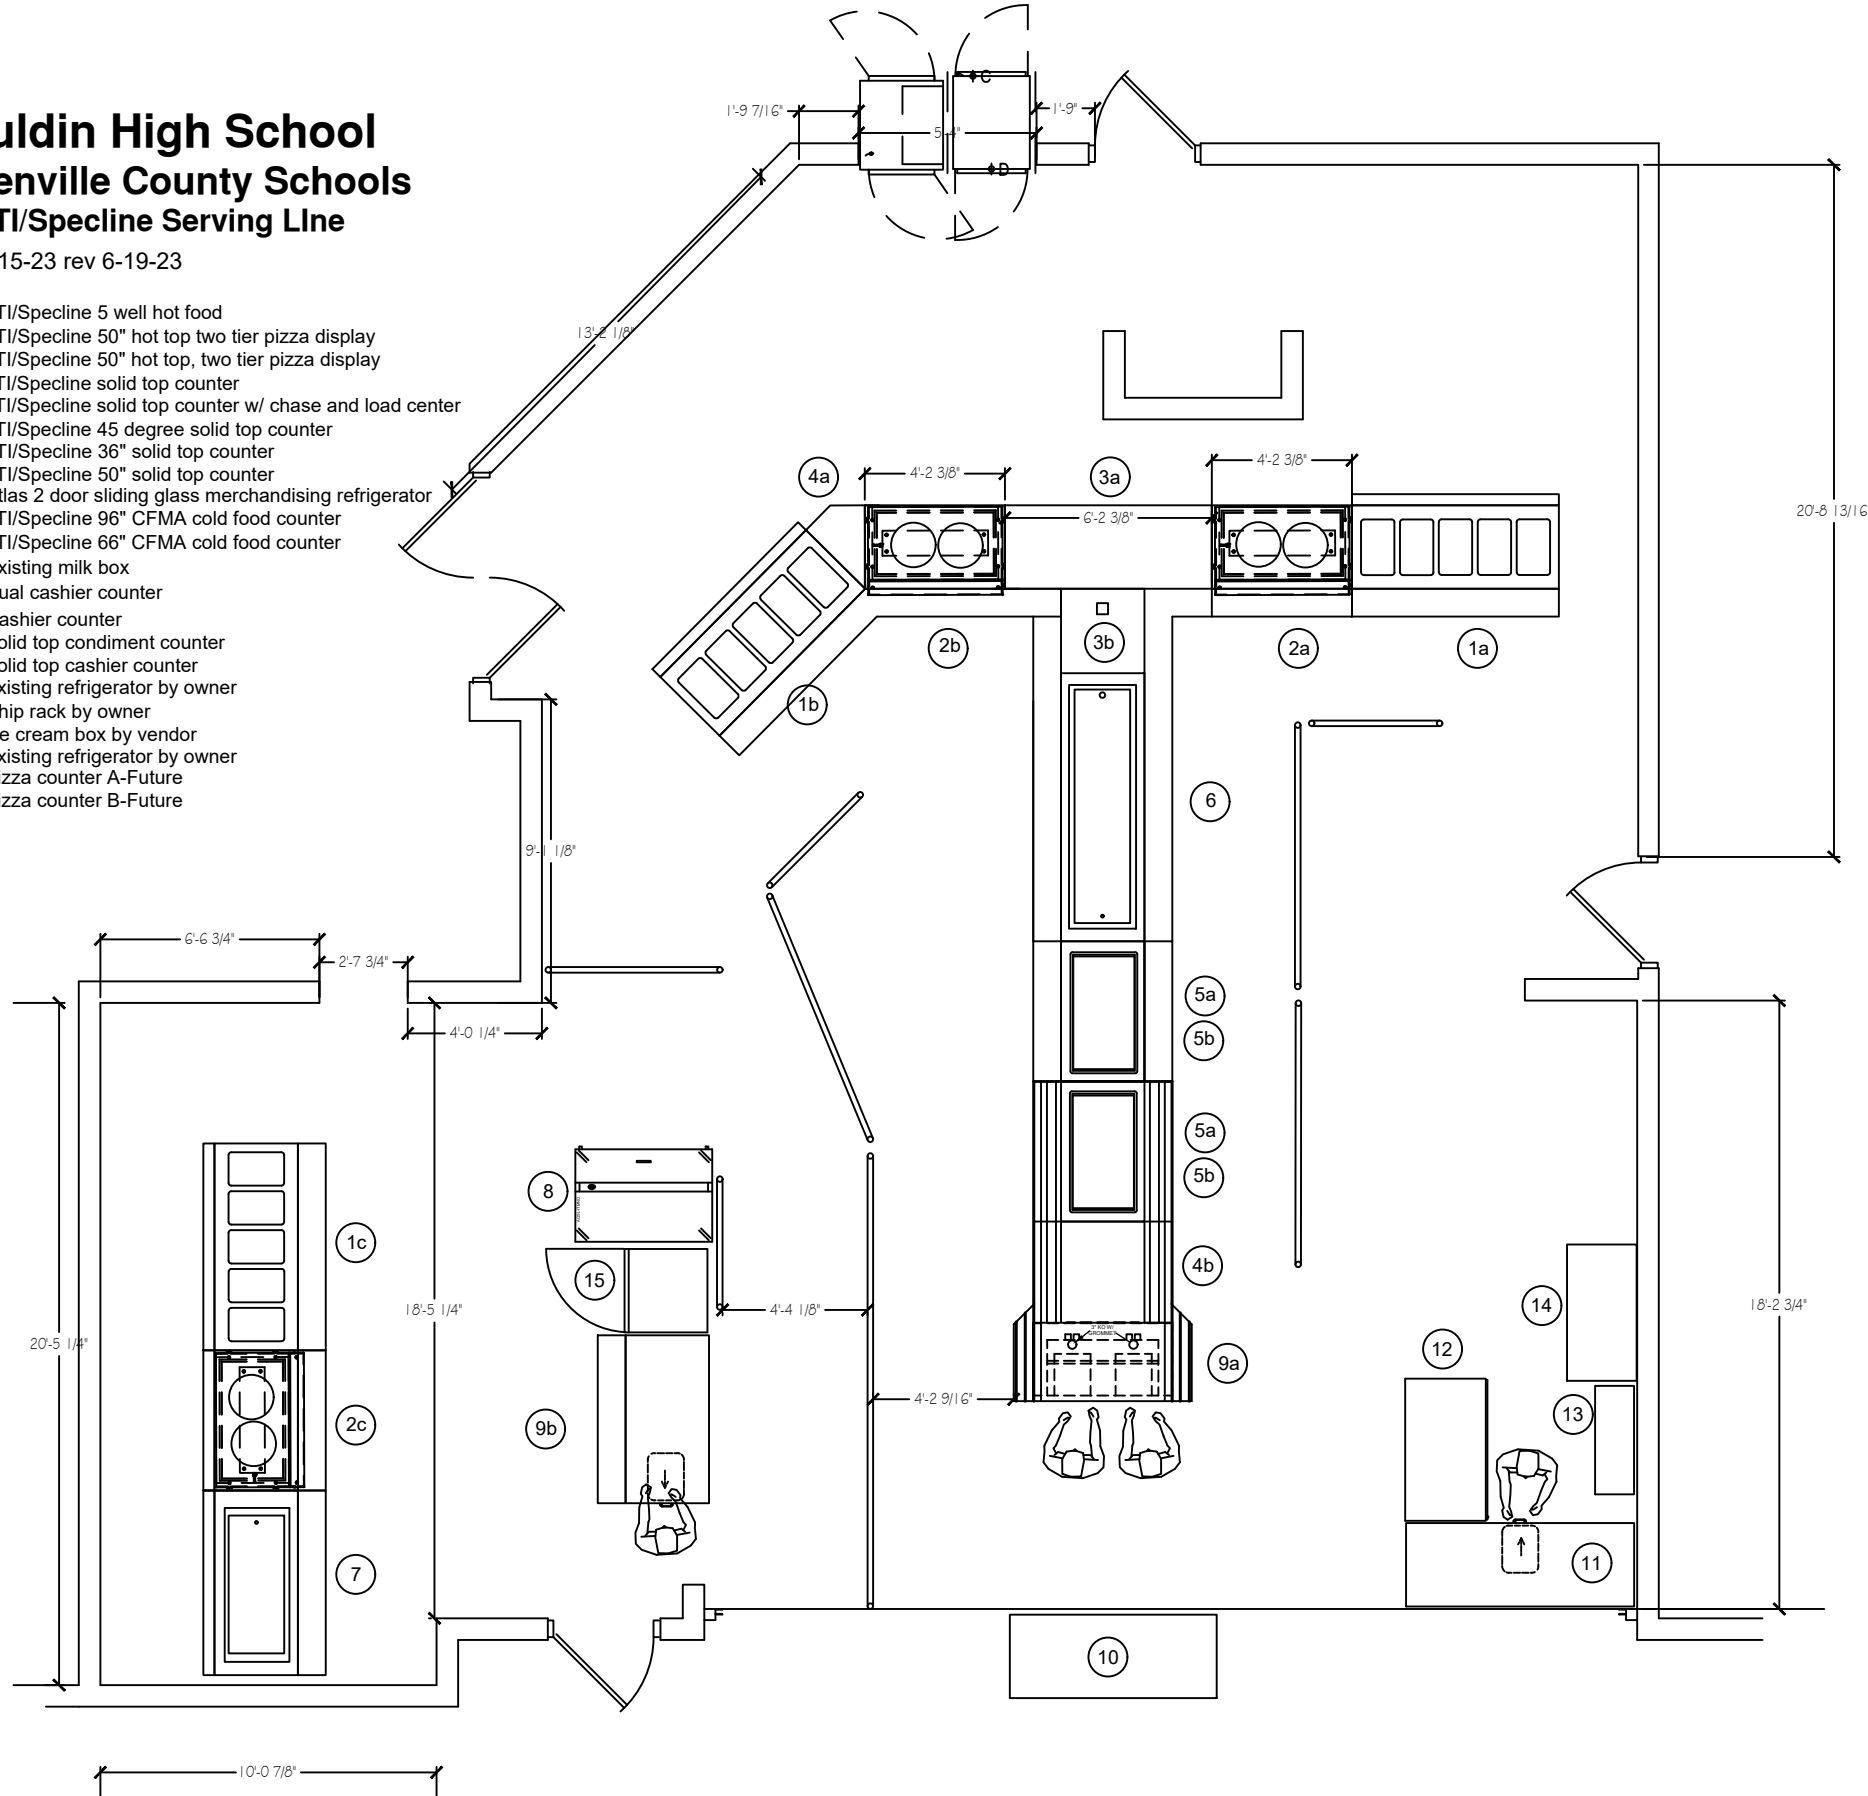 uldin High School
enville County Schools
TI/Specline Serving LIne
15-23 rev 6-19-23
TI/Specline 5 well hot food
TI/Specline 50" hot top two tier pizza display
TI/Specline 50" hot top, two tier pizza display
TI/Specline solid top counter
TI/Specline solid top counter w/ chase and load center
TI/Specline 45 degree solid top counter
TI/Specline 36" solid top counter
TI/Specline 50" solid top counter
tlas 2 door sliding glass merchandising refrigerator
TI/Specline 96" CFMA cold food counter
TI/Specline 66" CFMA cold food counter
xisting milk box
ual cashier counter
ashier counter
olid top condiment counter
olid top cashier counter
xisting refrigerator by owner
hip rack by owner
e cream box by vendor
xisting refrigerator by owner
izza counter A-Future
izza counter B-Future
C
1'-9 7/16"
1'-9"
5'-4"
D
13'-2 1/8"
4'-2 3/8"
4a
4'-2 3/8"
3a
6'-2 3/8"
20'-8 13/16
3b
2b
2a
1a
1b
6
9'-1 1/8"
6'-6 3/4"
2'-7 3/4"
5a
4'-0 1/4"
5b
5a
5b
8
1c
4b
15
18'-5 1/4"
4'-4 1/8"
14
18'-2 3/4"
20'-5 1/4"
3" KO W/
GROMMET
12
9a
4'-2 9/16"
13
2c
9b
11
7
10
10'-0 7/8"